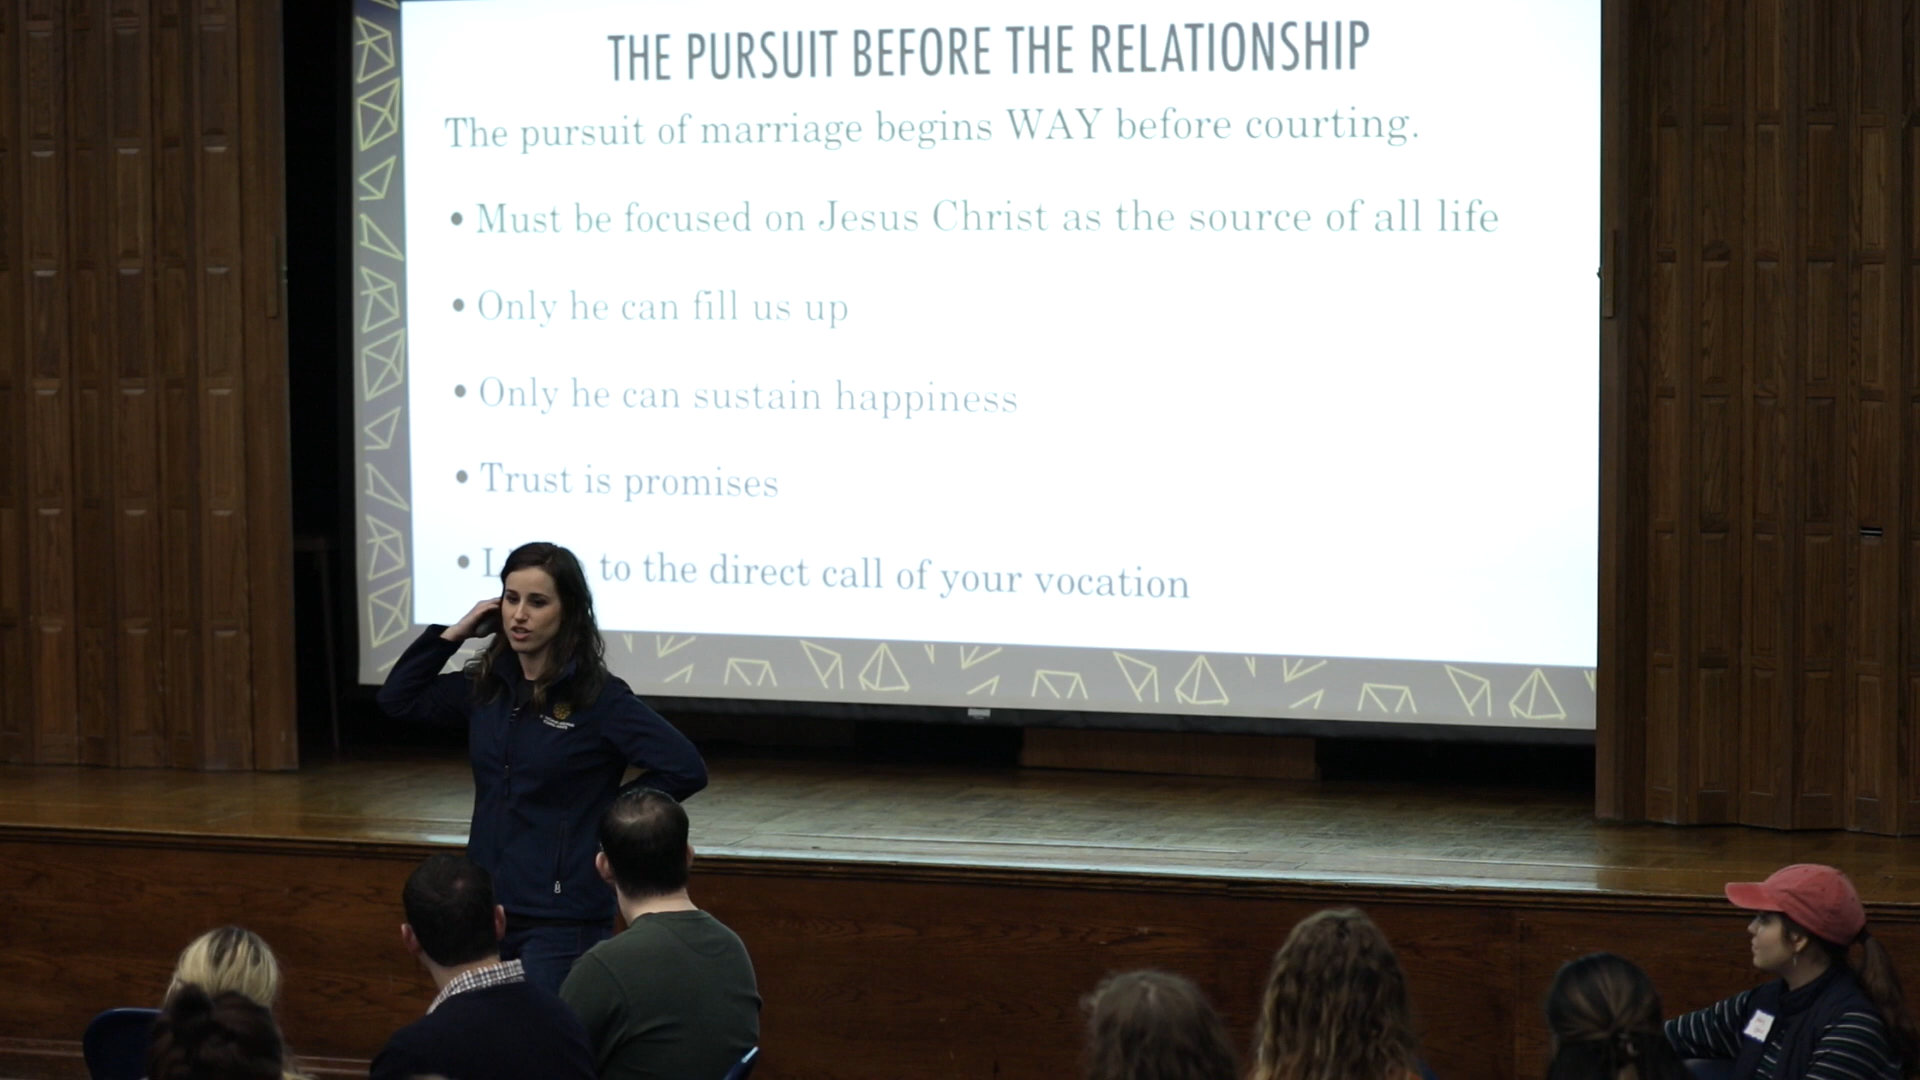 THE PURSUIT BEFORE THE RELATIONSHIP
The pursuit of marriage begins WAY before courting.
• Must be focused on Jesus Christ as the source of all life
• Only he can fill us up
• Only he can sustain happiness
• Trust is promises
• to the direct call of your vocation